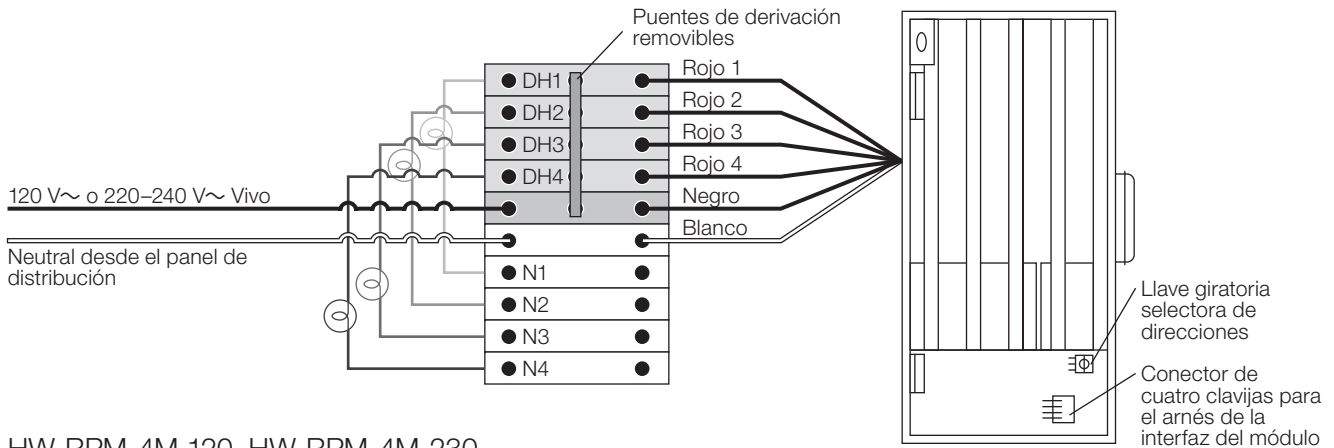 Puentes de derivación
removibles
DH1
Rojo 1
DH2
Rojo 2
DH3
Rojo 3
DH4
Rojo 4
120 V~ o 220–240 V~ Vivo
Negro
Blanco
Neutral desde el panel de
distribución
N1
N2
N3
N4
Llave giratoria
selectora de
direcciones
Conector de
cuatro clavijas para
el arnés de la
interfaz del módulo
HW-RPM-4M-120, HW-RPM-4M-230